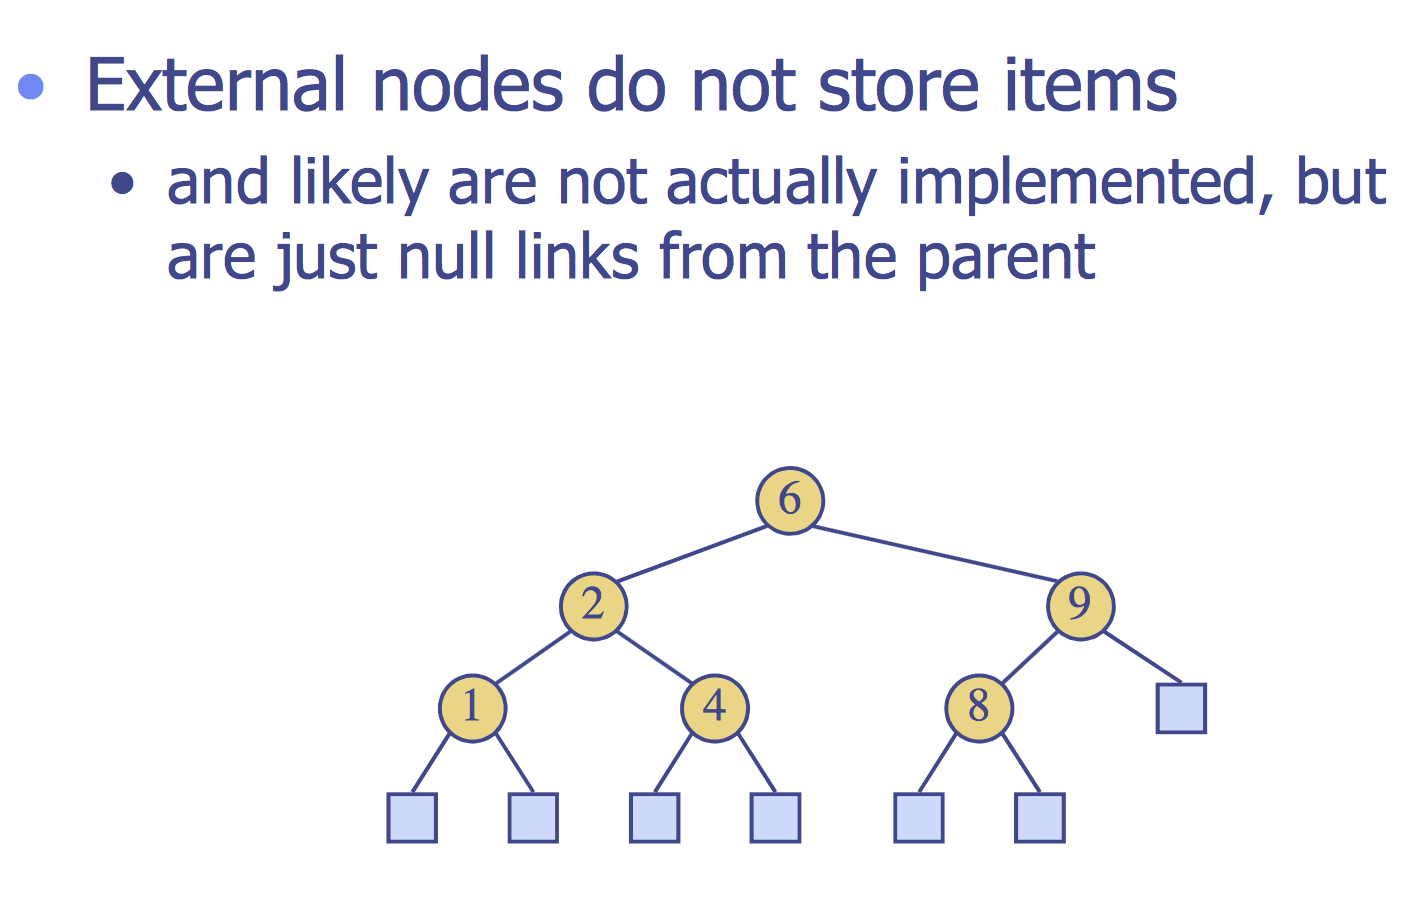 External nodes do not store items
and likely are not actually implemented, but
are just null links from the parent
6
2
9
1
4
8